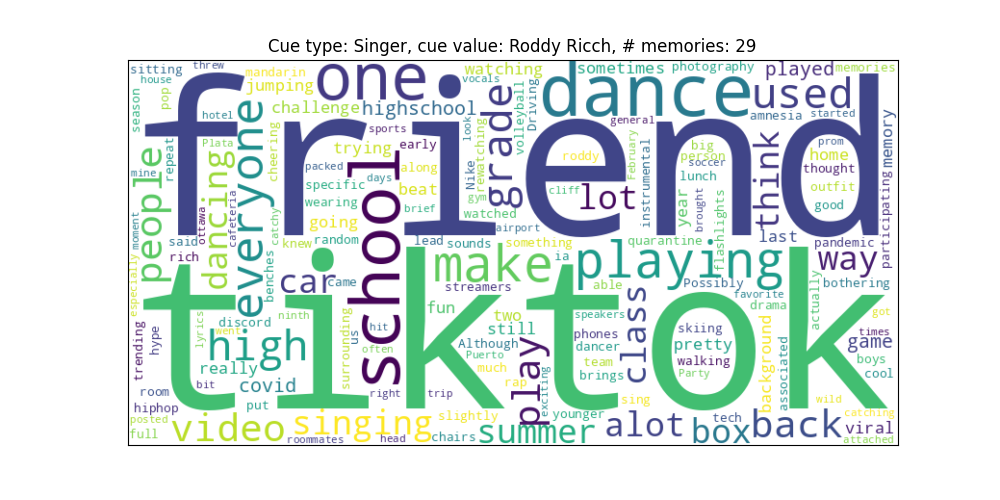 Cue type: Singer, cue value: Roddy Ricch, # memories: 29
sitting threw mandarin one watching sometimes photography played memories
house jumping vocals dance used
season pop hotel challenge highschool volleyball Driving general amnesia started
friend
Plata cheering sports look grade rewatching roddy big person soccer prom memory
repeat trying early february think home
mine people dancing everyone packed days along Nike instrumental lunch thought
specific beat gym cliff lot year brought outfit participating
ottawa cafeteria wearing brief watched airport flashlights good
moment said catchy going school lead sounds something quarantine last pandemic
rich knew random make ia playing way
especially benches car came streamers able Possibly bothering
tiktok
trending hype lyrics went discord ninth surrounding us hit fun two speakers favorite drama actually got
high still phones skiing times
Although play class dancer pretty background associated game
really often Puerto team walking boys
room covid much exciting brings Party cool
bit right trip rap
hiphop put slightly younger sing tech wild catching
posted video singing summer alot box back viral
full roommates head chairs attached